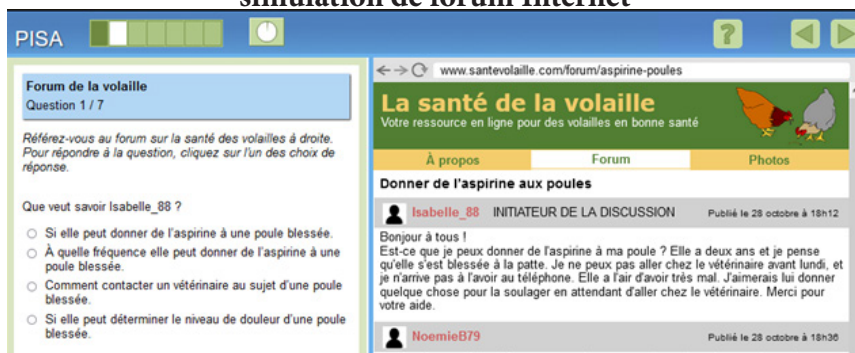 simulation de forum Internet
PISA
?
Forum de la volaille
Question 1 / 7
Référez-vous au forum sur la santé des volailles à droite.
Pour répondre à la question, cliquez sur l'un des choix de
réponse.
Que veut savoir Isabelle_88 ?
Si elle peut donner de l'aspirine à une poule blessée.
À quelle fréquence elle peut donner de l'aspirine à une
poule blessée.
Comment contacter un vétérinaire au sujet d'une poule
blessée.
Si elle peut déterminer le niveau de douleur d'une poule
blessée.
www.santevolaille.com/forum/aspirine-poules
La santé de la volaille
Votre ressource en ligne pour des volailles en bonne santé
À propos Forum Photos
Donner de l'aspirine aux poules
Isabelle_88 INITIATEUR DE LA DISCUSSION Publié le 28 octobre à 18h12
Bonjour à tous !
Est-ce que je peux donner de l'aspirine à ma poule ? Elle a deux ans et je pense
qu'elle s'est blessée à la patte. Je ne peux pas aller chez le vétérinaire avant lundi, et
je n'arrive pas à l'avoir au téléphone. Elle a l'air d'avoir très mal. J'aimerais lui donner
quelque chose pour la soulager en attendant d'aller chez le vétérinaire. Merci pour
votre aide.
NoemieB79 Publié le 28 octobre à 18h36